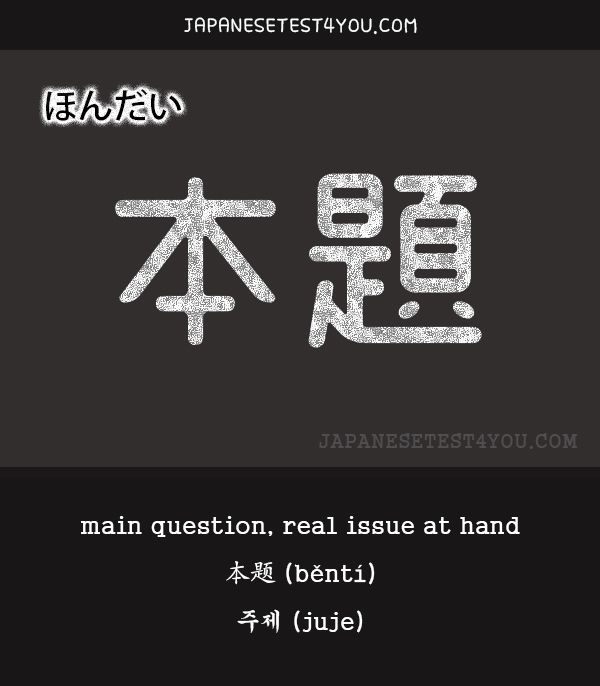 JAPANESETEST4YOU.COM
ほんだい
本題
JAPANESETEST4YOU.COM
main question, real issue at hand
本题 (běntí)
주제 (juje)